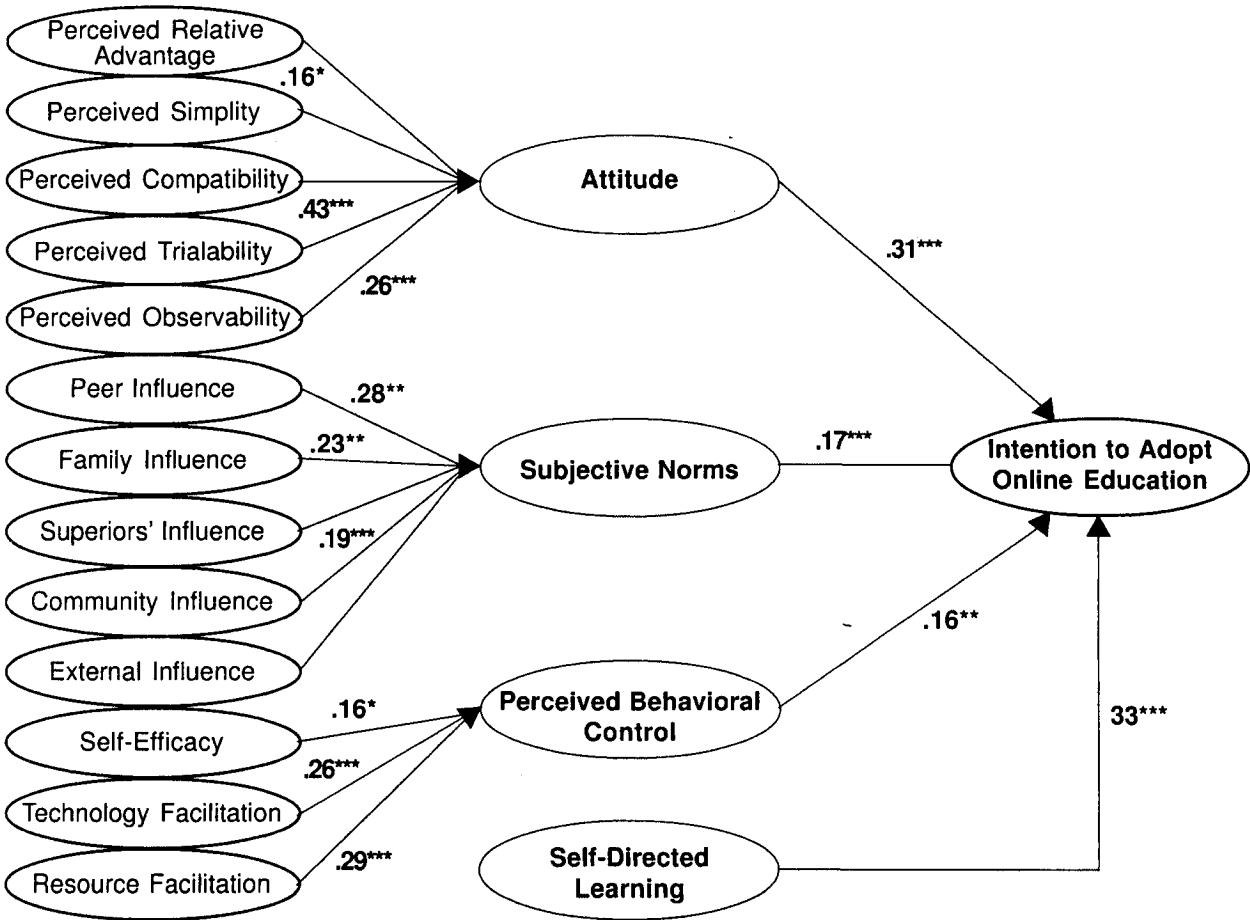 Perceived Relative
Advantage
.16*
Perceived Simplity
Perceived Compatibility
.43***
Perceived Trialability
.26***
Perceived Observability
Attitude
.31***
Peer Influence
.28**
Family Influence
.23**
Superiors' Influence
.19***
Community Influence
External Influence
Subjective Norms
.17***
Intention to Adopt
Online Education
Self-Efficacy
.16*
Technology Facilitation
.26***
Resource Facilitation
.29***
Perceived Behavioral
Control
.16**
Self-Directed
Learning
33***